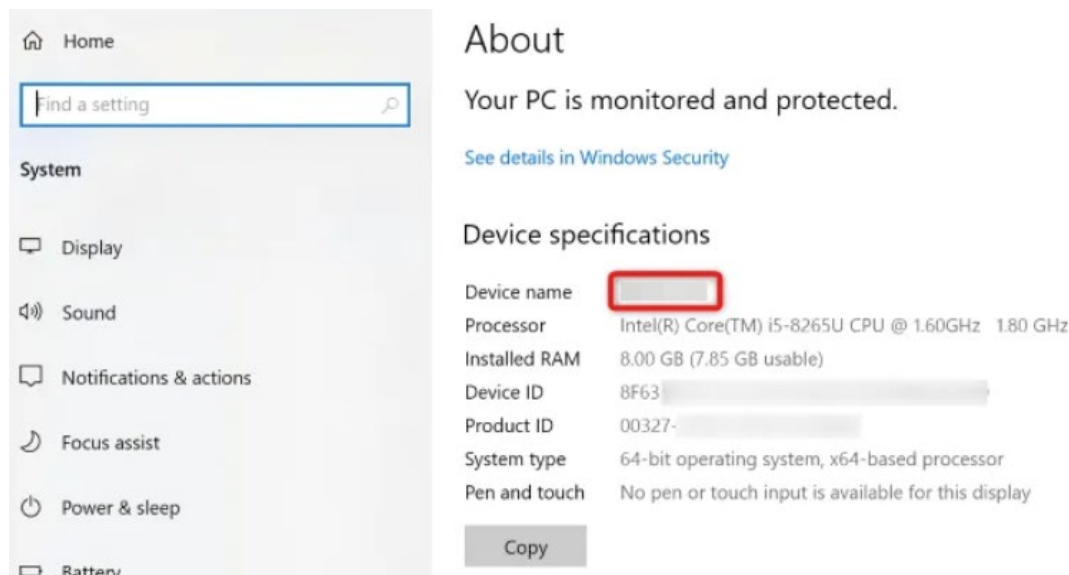 Home
Find a setting
System
Display
Sound
Notifications & actions
Focus assist
Power & sleep
Battery
About
Your PC is monitored and protected.
See details in Windows Security
Device specifications
Device name
Processor Intel(R) Core(TM) i5-8265U CPU @ 1.60GHz 1.80 GHz
Installed RAM 8.00 GB (7.85 GB usable)
Device ID 8F63
Product ID 00327-
System type 64-bit operating system, x64-based processor
Pen and touch No pen or touch input is available for this display
Copy